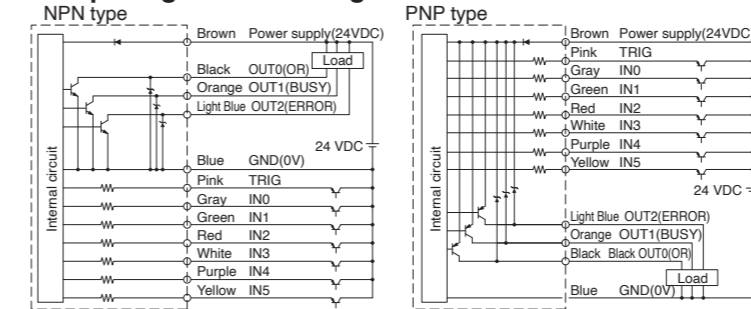 NPN type
Brown Power supply(24VDC)
Load
Black OUT0(OR)
Orange OUT1(BUSY)
Light Blue OUT2(ERROR)
24 VDC
Blue GND(0V)
Pink TRIG
Gray IN0
Green IN1
Red IN2
White IN3
Purple IN4
Yellow IN5
Internal circuit
PNP type
Brown Power supply(24VDC)
Pink TRIG
Gray IN0
Green IN1
Red IN2
White IN3
Purple IN4
Yellow IN5
24 VDC
Light Blue OUT2(ERROR)
Orange OUT1(BUSY)
Black Black OUT0(OR)
Load
Blue GND(0V)
Internal circuit